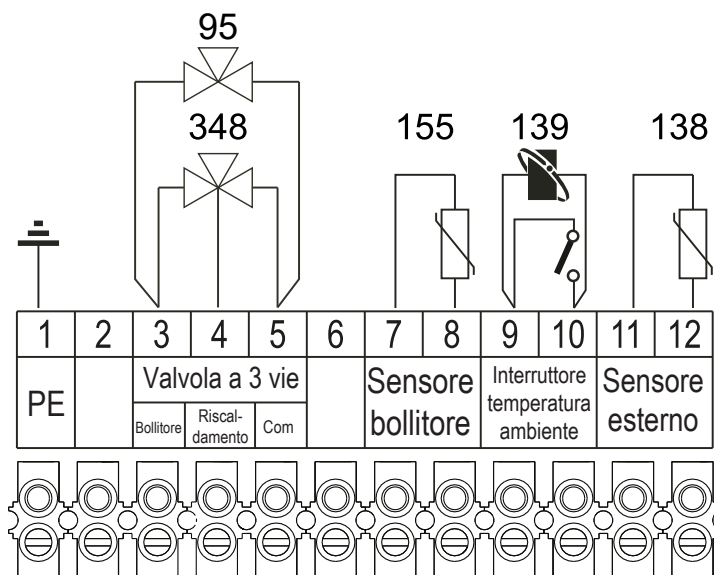 95
348
155 139 138
1 2 3 4 5 6 7 8 9 10 11 12
PE
Valvola a 3 vie
Bollitore
Riscal-
damento
Com
Sensore
bollitore
Interruttore
temperatura
ambiente
Sensore
esterno